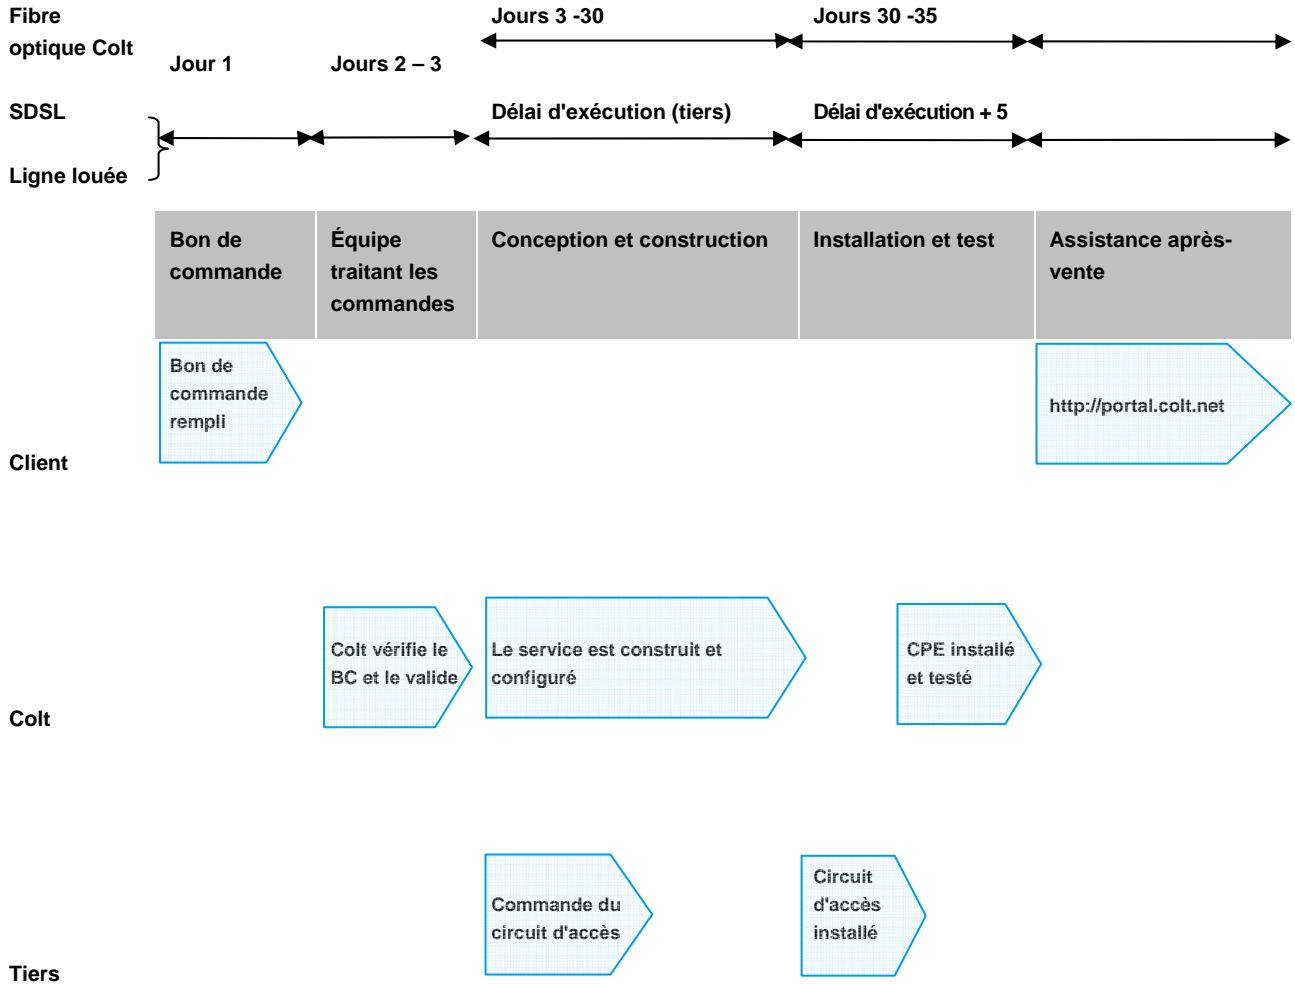 Fibre
optique Colt
Jours 3 -30
Jours 30 -35
Jour 1
Jours 2 – 3
SDSL
Délai d'exécution (tiers)
Délai d'exécution + 5
Ligne louée
Bon de
commande
Équipe
traitant les
commandes
Conception et construction
Installation et test
Assistance après-
vente
Bon de
commande
rempli
http://portal.colt.net
Client
Colt vérifie le
BC et le valide
Le service est construit et
configuré
CPE installé
et testé
Colt
Commande du
circuit d'accès
Circuit
d'accès
installé
Tiers